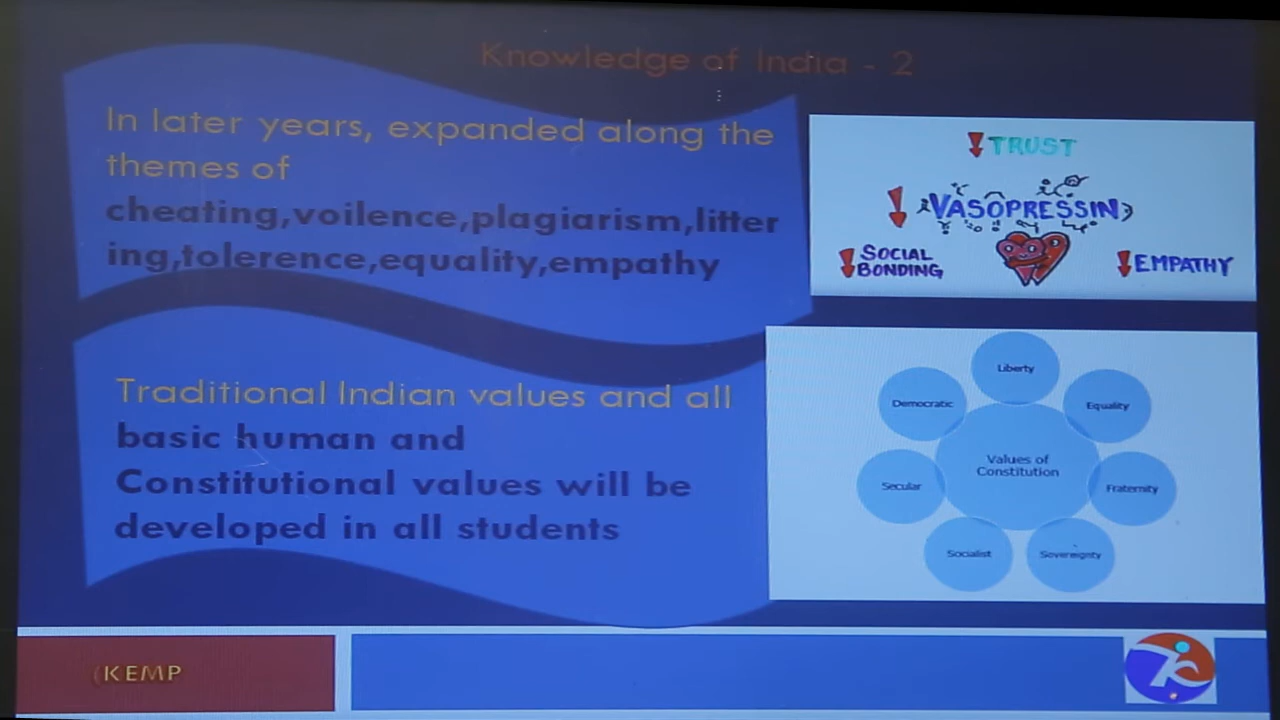 Knowledge of India - 2
In later years, expanded along the
themes of
cheating,voilence,plagiarism,litter
ing,tolerence,equality,empathy
TRUST
VASOPRESSIN
SOCIAL
BONDING
EMPATHY
Traditional Indian values and all
basic human and
Constitutional values will be
developed in all students
Liberty
Democratic
Equality
Values of
Constitution
Secular
Fraternity
Socialist
Sovereignty
(KEMP